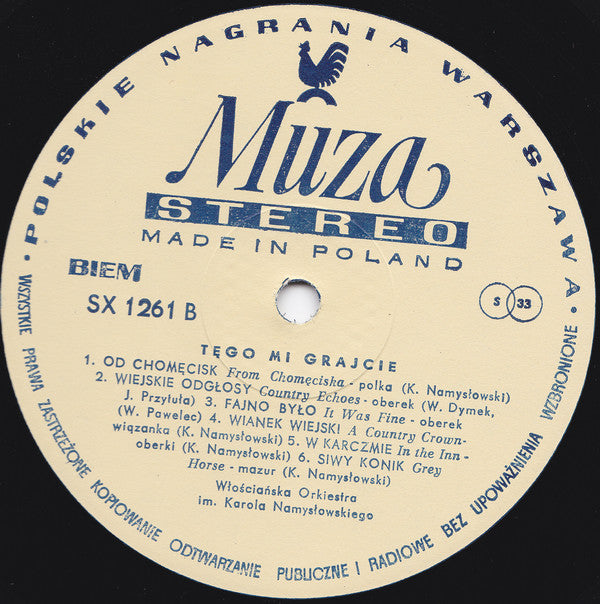 • POLSKIE NAGRANIA WARSZAWA •
Muza
STEREO
MADE IN POLAND
BIEM
SX 1261 B
S 33
TĘGO MI GRAJCIE
1. OD CHOMĘCISK From Chomęciska - polka (K. Namysłowski)
2. WIEJSKIE ODGŁOSY Country Echoes - oberek (W. Dymek,
J. Przytuła) 3. FAJNO BYŁO It Was Fine - oberek
(W. Pawelec) 4. WIANEK WIEJSKI A Country Crown-
wiązanka (K. Namysłowski) 5. W KARCZMIE In the Inn -
oberki (K. Namysłowski) 6. SIWY KONIK Grey
Horse - mazur (K. Namysłowski)
Włościańska Orkiestra
im. Karola Namysłowskiego
WSZYSTKIE PRAWA ZASTRZEŻONE KOPIOWANIE ODTWARZANIE PUBLICZNE I RADIOWE BEZ UPOWAŻNIENIA WZBRONIONE